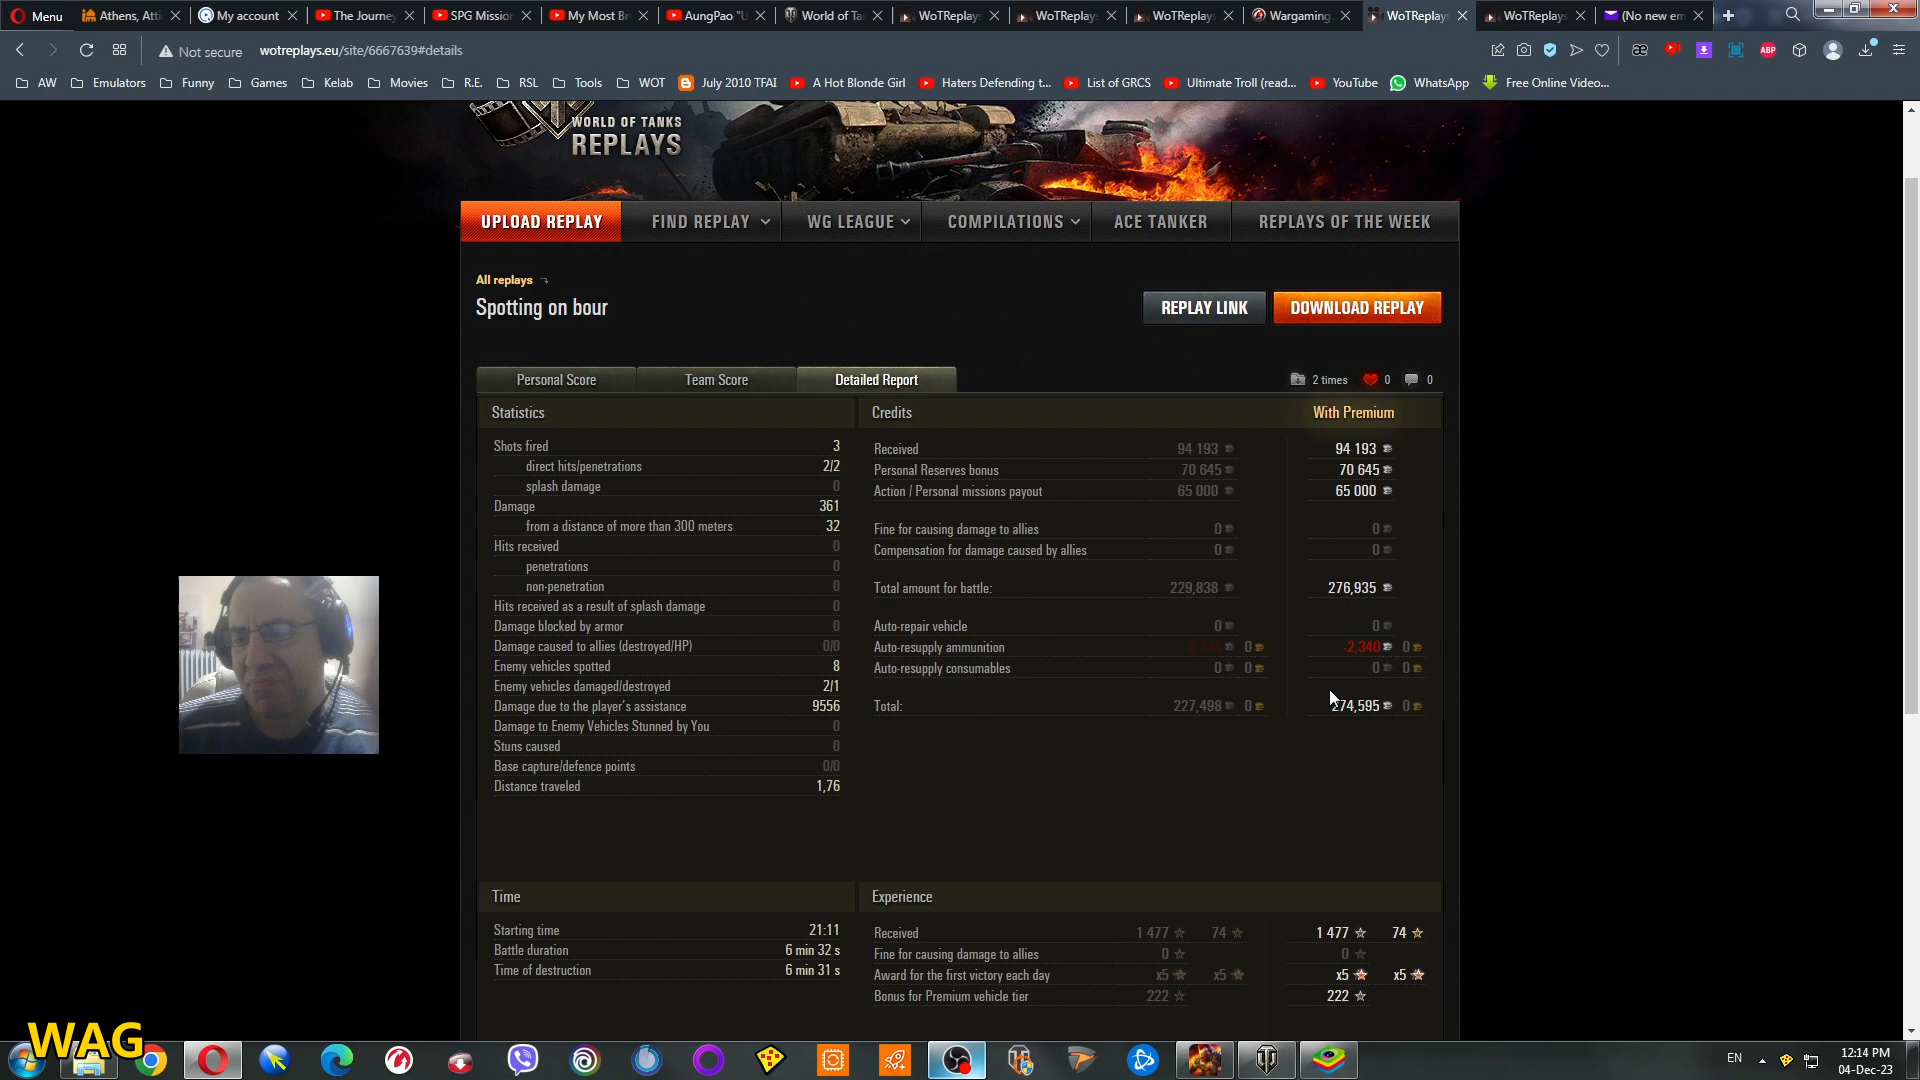 Menu
Athens, Atti
My account
The Journey
SPG Mission
My Most Br
AungPao "U
World of Ta
WoTReplays
WoTReplays
WoTReplays
Wargaming
WoTReplays
WoTReplays
(No new em
Not secure
wotreplays.eu/site/6667639#details
AW
Emulators
Funny
Games
Kelab
Movies
R.E.
RSL
Tools
WOT
July 2010 TFAI
A Hot Blonde Girl
Haters Defending t...
List of GRCS
Ultimate Troll (read...
YouTube
WhatsApp
Free Online Video...
WORLD OF TANKS
REPLAYS
UPLOAD REPLAY
FIND REPLAY
WG LEAGUE
COMPILATIONS
ACE TANKER
REPLAYS OF THE WEEK
All replays
Spotting on bour
REPLAY LINK
DOWNLOAD REPLAY
Personal Score
Team Score
Detailed Report
2 times
0
0
Statistics
Shots fired 3
direct hits/penetrations 2/2
splash damage 0
Damage 361
from a distance of more than 300 meters 32
Hits received 0
penetrations 0
non-penetration 0
Hits received as a result of splash damage 0
Damage blocked by armor 0
Damage caused to allies (destroyed/HP) 0/0
Enemy vehicles spotted 8
Enemy vehicles damaged/destroyed 2/1
Damage due to the player's assistance 9556
Damage to Enemy Vehicles Stunned by You 0
Stuns caused 0
Base capture/defence points 0/0
Distance traveled 1,76
Credits With Premium
Received 94 193 94 193
Personal Reserves bonus 70 645 70 645
Action / Personal missions payout 65 000 65 000
Fine for causing damage to allies 0 0
Compensation for damage caused by allies 0 0
Total amount for battle: 229,838 276,935
Auto-repair vehicle 0 0
Auto-resupply ammunition 0 -2,340 0
Auto-resupply consumables 0 0 0 0
Total: 227,498 0 274,595 0
Time
Starting time 21:11
Battle duration 6 min 32 s
Time of destruction 6 min 31 s
Experience
Received 1 477 74 1 477 74
Fine for causing damage to allies 0 0
Award for the first victory each day x5 x5 x5 x5
Bonus for Premium vehicle tier 222 222
WAG
EN
12:14 PM
04-Dec-23